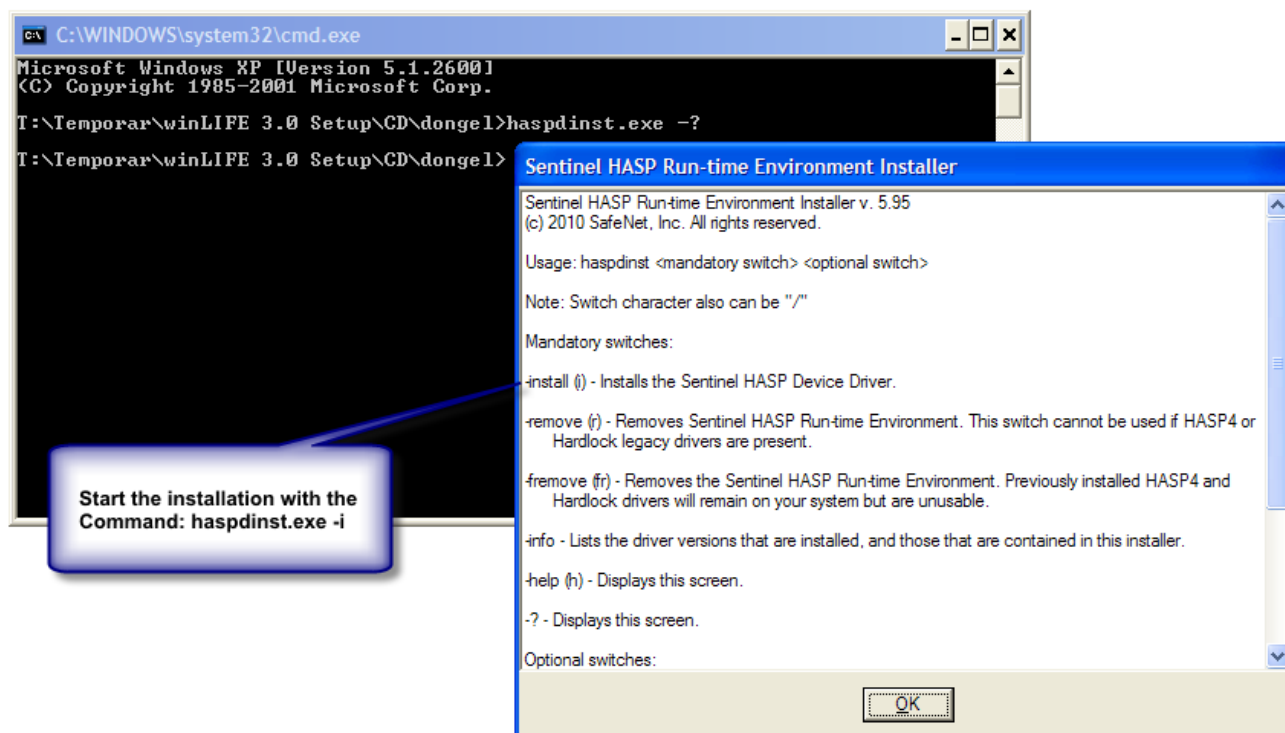 C:\WINDOWS\system32\cmd.exe
Microsoft Windows XP [Version 5.1.2600]
(C) Copyright 1985-2001 Microsoft Corp.
T:\Temporar\winLIFE 3.0 Setup\CD\dongel>haspdinst.exe -?
T:\Temporar\winLIFE 3.0 Setup\CD\dongel>
Sentinel HASP Run-time Environment Installer
Sentinel HASP Run-time Environment Installer v. 5.95
(c) 2010 SafeNet, Inc. All rights reserved.
Usage: haspdinst <mandatory switch> <optional switch>
Note: Switch character also can be "/"
Mandatory switches:
-install (i) - Installs the Sentinel HASP Device Driver.
-remove (r) - Removes Sentinel HASP Run-time Environment. This switch cannot be used if HASP4 or
Hardlock legacy drivers are present.
-fremove (fr) - Removes the Sentinel HASP Run-time Environment. Previously installed HASP4 and
Hardlock drivers will remain on your system but are unusable.
-info - Lists the driver versions that are installed, and those that are contained in this installer.
-help (h) - Displays this screen.
-? - Displays this screen.
Optional switches:
OK
Start the installation with the
Command: haspdinst.exe -i